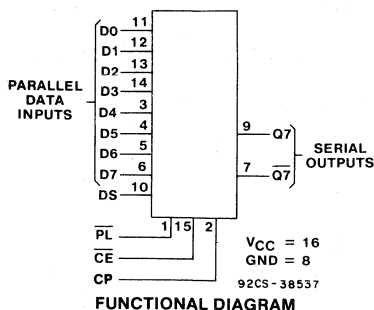 11
D0
12
D1
13
D2
14
D3
PARALLEL
DATA
INPUTS
3
D4
4
D5
5
D6
6
D7
10
DS
9
Q7
7
Q7
SERIAL
OUTPUTS
PL
1 15 2
CE
CP
VCC = 16
GND = 8
92CS-38537
FUNCTIONAL DIAGRAM